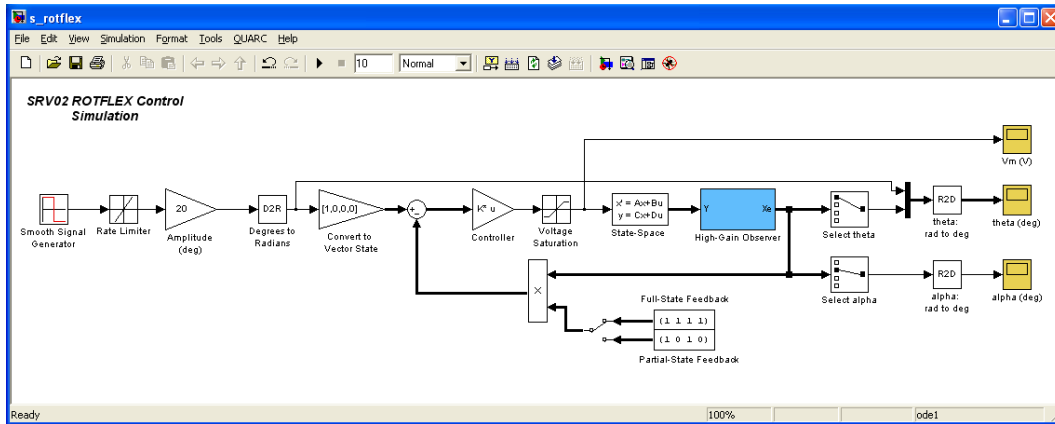 s_rotflex
File Edit View Simulation Format Tools QUARC Help
10 Normal
SRV02 ROTFLEX Control
Simulation
Vm (V)
Smooth Signal
Generator
Rate Limiter
20
Amplitude
(deg)
D2R
Degrees to
Radians
[1,0,0,0]
Convert to
Vector State
+_
K* u
Controller
Voltage
Saturation
x' = Ax+Bu
y = Cx+Du
State-Space
Y Xe
High-Gain Observer
Select theta
R2D
theta:
rad to deg
theta (deg)
Select alpha
R2D
alpha:
rad to deg
alpha (deg)
X
Full-State Feedback
(1 1 1 1)
(1 0 1 0)
Partial-State Feedback
Ready 100% ode1